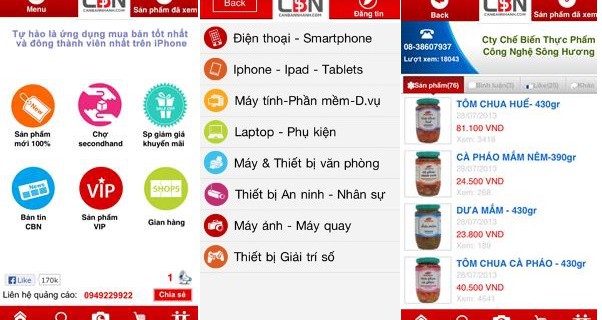 CBN
CANBANNHANH.COM
Menu
Sản phẩm đã xem
Tự hào là ứng dụng mua bán tốt nhất
và đông thành viên nhất trên iPhone
New
Sản phẩm
mới 100%
Chợ
secondhand
SALE
Sp giảm giá
khuyến mãi
News
Bản tin
CBN
VIP
Sản phẩm
VIP
SHOPS
Gian hàng
Like
170k
1
Liên hệ quảng cáo: 0949229922
Chia sẻ
Back
CBN
CANBANNHANH.COM
Đăng tin
Điện thoại - Smartphone
Iphone - Ipad - Tablets
Máy tính-Phần mềm-D.vụ
Laptop - Phụ kiện
Máy & Thiết bị văn phòng
Thiết bị An ninh - Nhân sự
Máy ảnh - Máy quay
Thiết bị Giải trí số
Back
CBN
CANBANNHANH.COM
Sản phẩm đã xem
08-38607937
Lượt xem: 18043
Cty Chế Biến Thực Phẩm
Công Nghệ Sông Hương
Sản phẩm(76)
Bình luận(3)
Like(20)
Khác
TÔM CHUA HUẾ- 430gr
28/07/2013
81.100 VND
Xem: 3418
CÀ PHÁO MẮM NÊM-390gr
28/07/2013
24.500 VND
Xem: 268
DƯA MẮM - 430gr
28/07/2013
23.800 VND
Xem: 189
TÔM CHUA CÀ PHÁO - 430gr
28/07/2013
40.500 VND
Xem: 4641